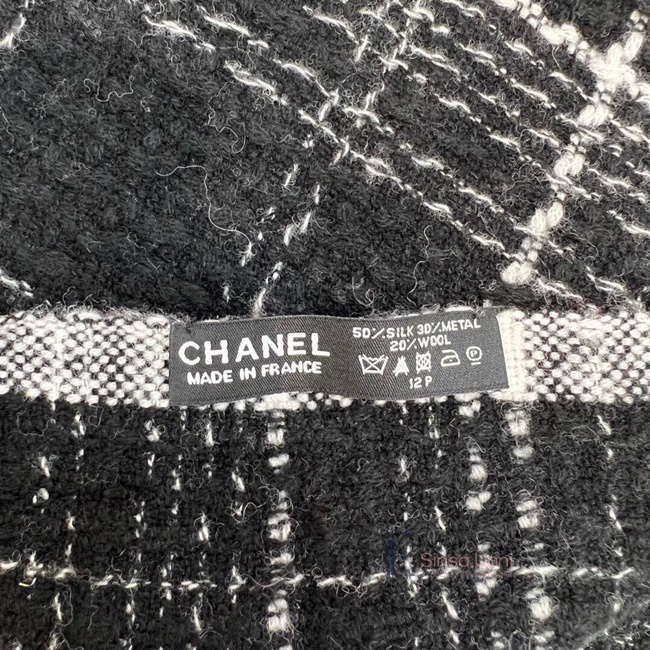 CHANEL
MADE IN FRANCE
50%SILK 30%METAL
20%WOOL
P
12 P